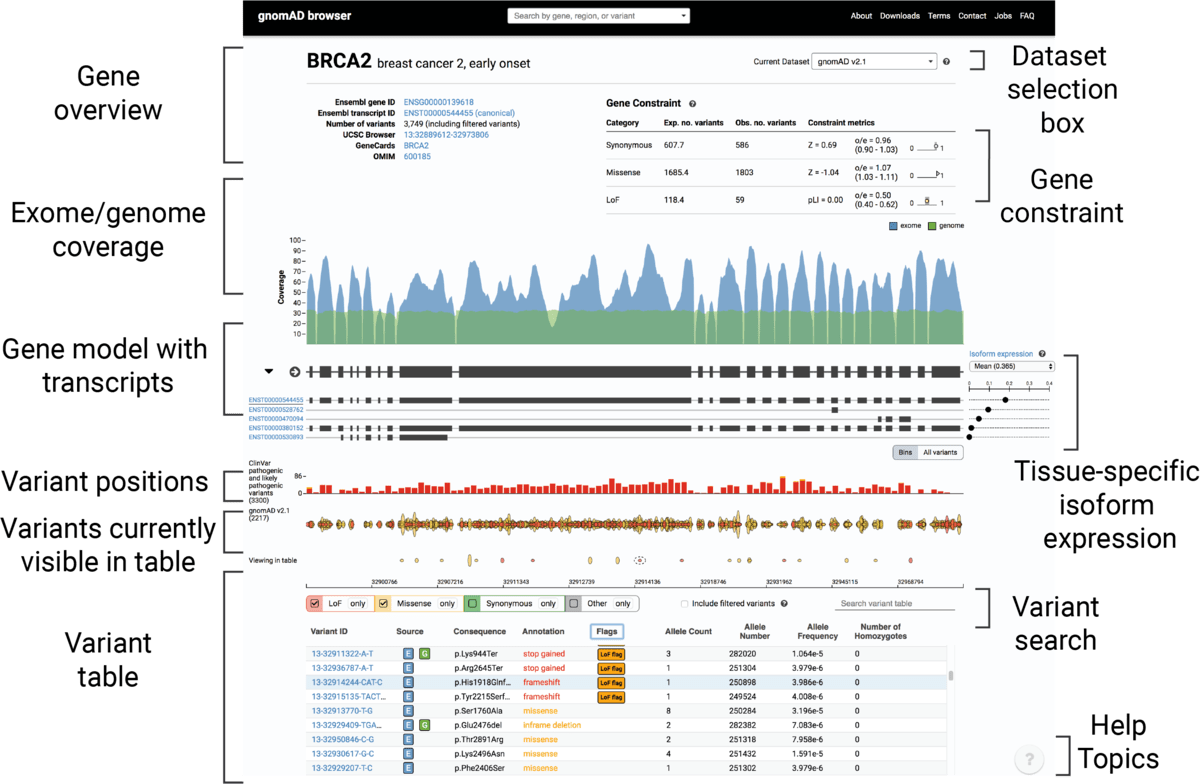 gnomAD browser
Search by gene, region, or variant
About Downloads Terms Contact Jobs FAQ
Gene overview
BRCA2 breast cancer 2, early onset
Current Dataset gnomAD v2.1 ?
Dataset selection box
Ensembl gene ID ENSG00000139618
Ensembl transcript ID ENST00000544455 (canonical)
Number of variants 3,749 (including filtered variants)
UCSC Browser 13:32889612-32973806
GeneCards BRCA2
OMIM 600185
Gene Constraint ?
Category Exp. no. variants Obs. no. variants Constraint metrics
Synonymous 607.7 586 Z = 0.69 o/e = 0.96 (0.90 - 1.03) 0 1
Missense 1685.4 1803 Z = -1.04 o/e = 1.07 (1.03 - 1.11) 0 1
LoF 118.4 59 pLI = 0.00 o/e = 0.50 (0.40 - 0.62) 0 1
Gene constraint
Exome/genome coverage
exome genome
Coverage
100
90
80
70
60
50
40
30
20
10
Gene model with transcripts
Isoform expression ?
Mean (0.365)
0 0.1 0.2 0.3 0.4
ENST00000544455
ENST00000528762
ENST00000470094
ENST00000380152
ENST00000530893
Tissue-specific isoform expression
Bins All variants
Variant positions
ClinVar pathogenic and likely pathogenic variants (3300)
86
0
gnomAD v2.1 (2217)
Variants currently visible in table
Viewing in table
32900766 32907216 32911343 32912739 32914136 32918746 32931962 32945115 32968794
Variant table
LoF only Missense only Synonymous only Other only
Include filtered variants ?
Search variant table
Variant search
Variant ID Source Consequence Annotation Flags Allele Count Allele Number Allele Frequency Number of Homozygotes
13-32911322-A-T E G p.Lys944Ter stop gained LoF flag 3 282020 1.064e-5 0
13-32936787-A-T E p.Arg2645Ter stop gained LoF flag 1 251304 3.979e-6 0
13-32914244-CAT-C E p.His1918Glnf... frameshift LoF flag 1 250898 3.986e-6 0
13-32915135-TACT... E p.Tyr2215Serf... frameshift LoF flag 1 249524 4.008e-6 0
13-32913770-T-G E p.Ser1760Ala missense 8 250284 3.196e-5 0
13-32929409-TGA... E G p.Glu2476del inframe deletion 2 282382 7.083e-6 0
13-32950846-C-G E p.Thr2891Arg missense 2 251318 7.958e-6 0
13-32930617-G-C E p.Lys2496Asn missense 4 251432 1.591e-5 0
13-32929207-T-C E p.Phe2406Ser missense 1 251302 3.979e-6 0
?
Help Topics